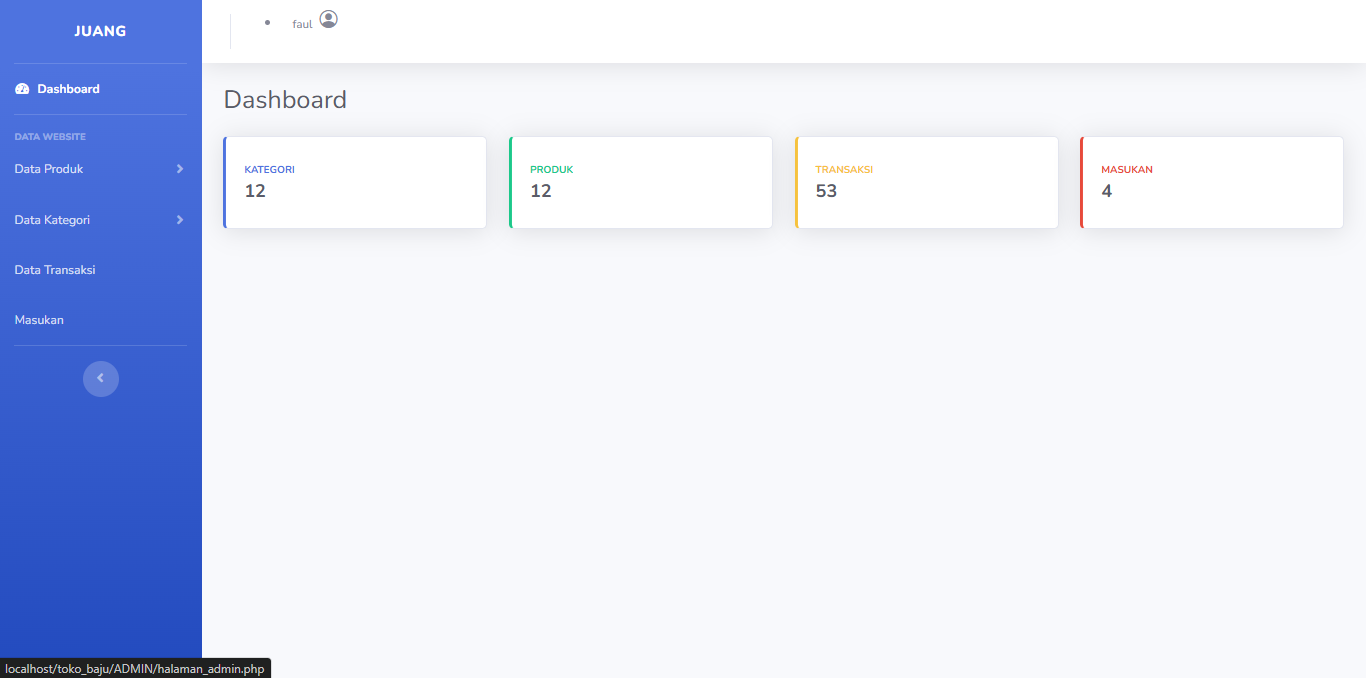 JUANG
Dashboard
DATA WEBSITE
Data Produk
Data Kategori
Data Transaksi
Masukan
faul
Dashboard
KATEGORI
12
PRODUK
12
TRANSAKSI
53
MASUKAN
4
localhost/toko_baju/ADMIN/halaman_admin.php